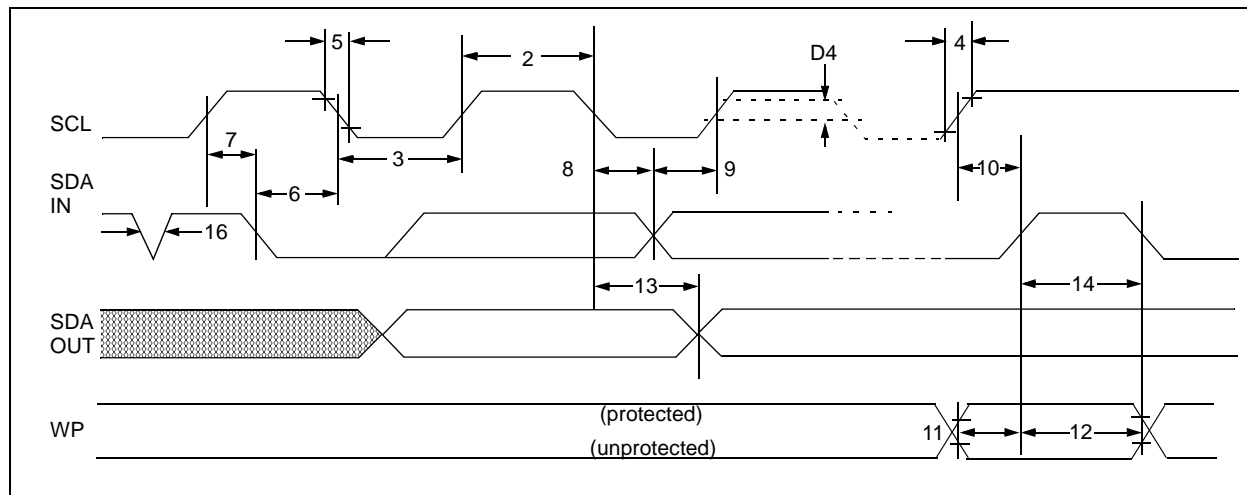 5
2
D4
4
SCL
7
3
8
9
10
SDA
IN
6
16
13
14
SDA
OUT
WP
(protected)
11
12
(unprotected)